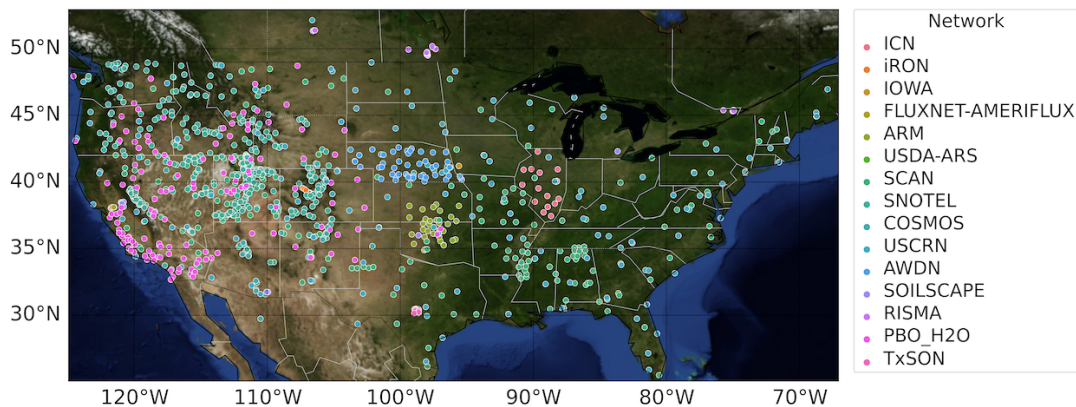 Network
ICN
iRON
IOWA
FLUXNET-AMERIFLUX
ARM
USDA-ARS
SCAN
SNOTEL
COSMOS
USCRN
AWDN
SOILSCAPE
RISMA
PBO_H2O
TxSON
50°N
45°N
40°N
35°N
30°N
120°W 110°W 100°W 90°W 80°W 70°W